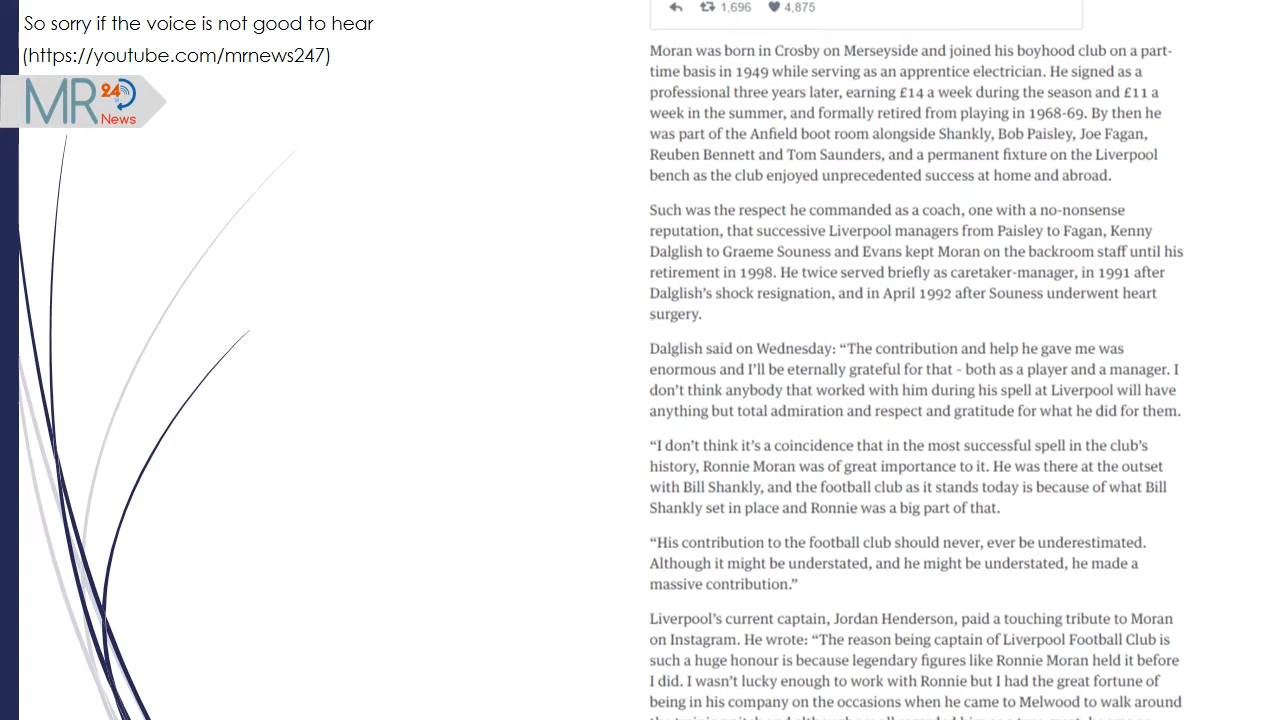 So sorry if the voice is not good to hear
(https://youtube.com/mrnews247)
MR
24
News
1,696 4,875
Moran was born in Crosby on Merseyside and joined his boyhood club on a part-
time basis in 1949 while serving as an apprentice electrician. He signed as a
professional three years later, earning £14 a week during the season and £11 a
week in the summer, and formally retired from playing in 1968-69. By then he
was part of the Anfield boot room alongside Shankly, Bob Paisley, Joe Fagan,
Reuben Bennett and Tom Saunders, and a permanent fixture on the Liverpool
bench as the club enjoyed unprecedented success at home and abroad.
Such was the respect he commanded as a coach, one with a no-nonsense
reputation, that successive Liverpool managers from Paisley to Fagan, Kenny
Dalglish to Graeme Souness and Evans kept Moran on the backroom staff until his
retirement in 1998. He twice served briefly as caretaker-manager, in 1991 after
Dalglish’s shock resignation, and in April 1992 after Souness underwent heart
surgery.
Dalglish said on Wednesday: “The contribution and help he gave me was
enormous and I’ll be eternally grateful for that – both as a player and a manager. I
don’t think anybody that worked with him during his spell at Liverpool will have
anything but total admiration and respect and gratitude for what he did for them.
“I don’t think it’s a coincidence that in the most successful spell in the club’s
history, Ronnie Moran was of great importance to it. He was there at the outset
with Bill Shankly, and the football club as it stands today is because of what Bill
Shankly set in place and Ronnie was a big part of that.
“His contribution to the football club should never, ever be underestimated.
Although it might be understated, and he might be understated, he made a
massive contribution.”
Liverpool’s current captain, Jordan Henderson, paid a touching tribute to Moran
on Instagram. He wrote: “The reason being captain of Liverpool Football Club is
such a huge honour is because legendary figures like Ronnie Moran held it before
I did. I wasn’t lucky enough to work with Ronnie but I had the great fortune of
being in his company on the occasions when he came to Melwood to walk around